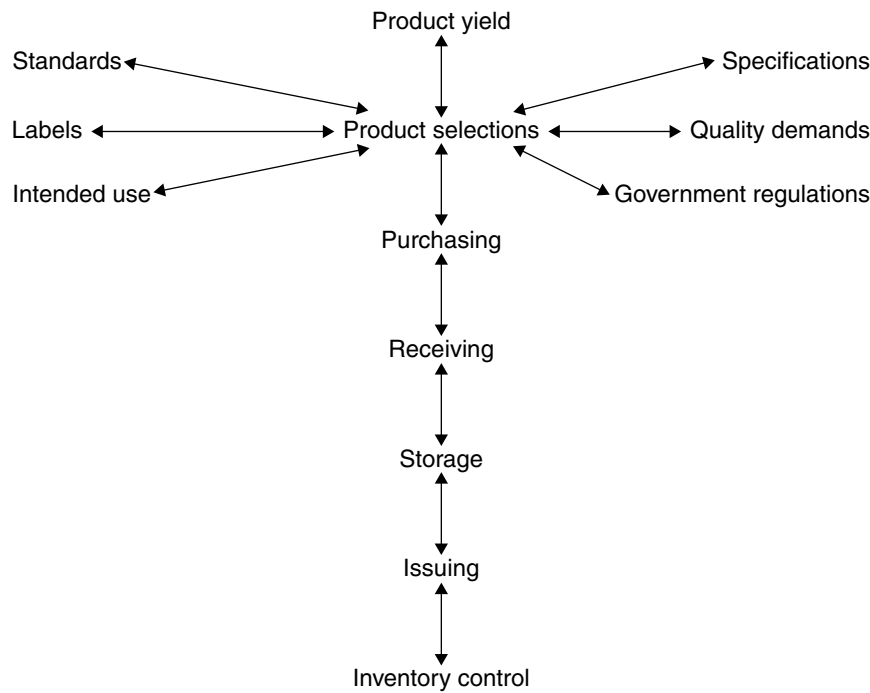 Product yield
Standards
Specifications
Labels
Product selections
Quality demands
Intended use
Government regulations
Purchasing
Receiving
Storage
Issuing
Inventory control